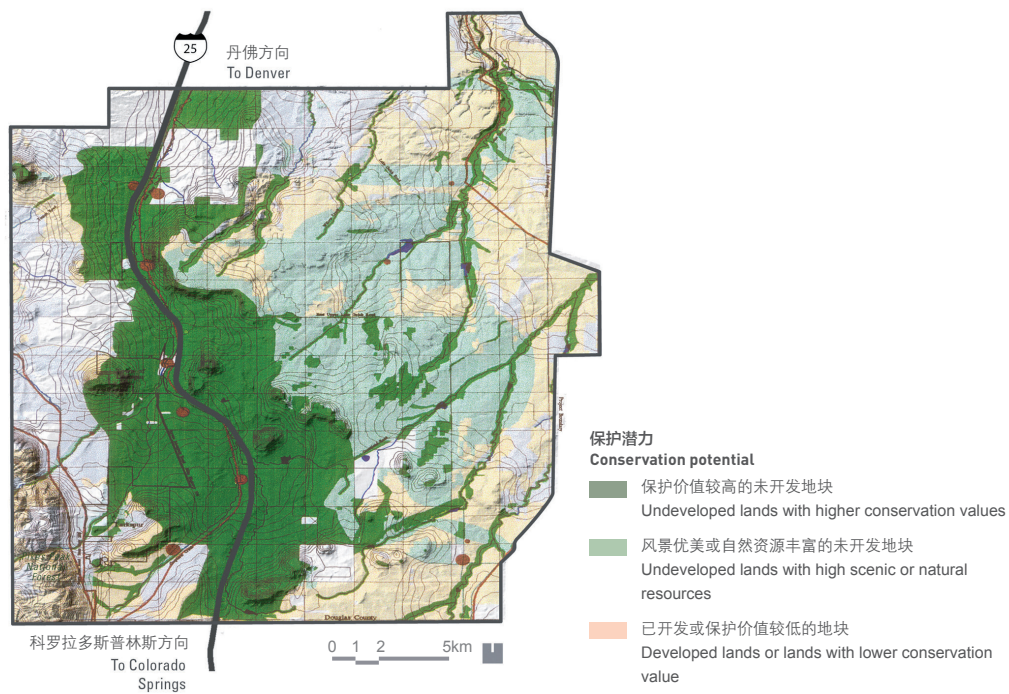 25
丹佛方向
To Denver
保护潜力
Conservation potential
保护价值较高的未开发地块
Undeveloped lands with higher conservation values
风景优美或自然资源丰富的未开发地块
Undeveloped lands with high scenic or natural
resources
已开发或保护价值较低的地块
Developed lands or lands with lower conservation
value
National
Forest
Douglas County
科罗拉多斯普林斯方向
To Colorado
Springs
0 1 2 5km